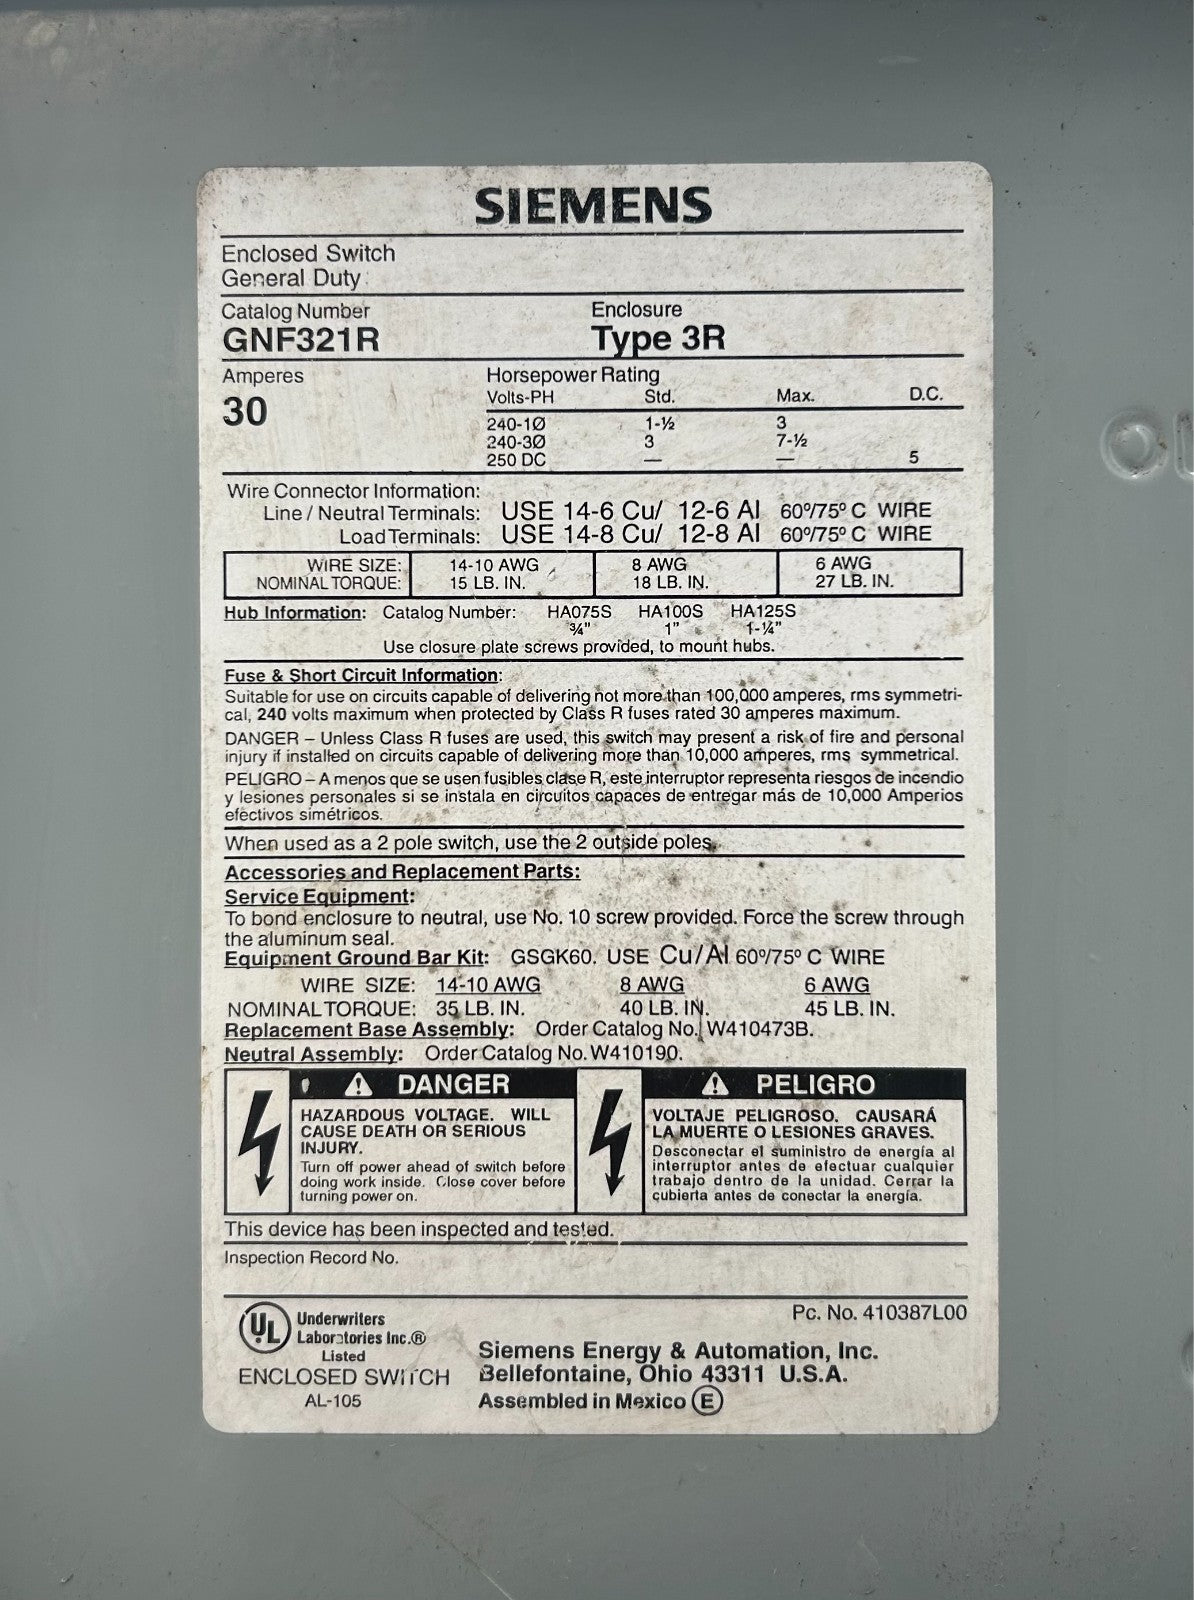 SIEMENS
Enclosed Switch
General Duty
Catalog Number Enclosure
GNF321R Type 3R
Amperes Horsepower Rating
30 Volts-PH Std. Max. D.C.
240-1Ø 1-½ 3
240-3Ø 3 7-½
250 DC — — 5
Wire Connector Information:
Line / Neutral Terminals: USE 14-6 Cu/ 12-6 Al 60º/75º C WIRE
Load Terminals: USE 14-8 Cu/ 12-8 Al 60º/75º C WIRE
WIRE SIZE: 14-10 AWG 8 AWG 6 AWG
NOMINAL TORQUE: 15 LB. IN. 18 LB. IN. 27 LB. IN.
Hub Information: Catalog Number: HA075S HA100S HA125S
¾" 1" 1-¼"
Use closure plate screws provided, to mount hubs.
Fuse & Short Circuit Information:
Suitable for use on circuits capable of delivering not more than 100,000 amperes, rms symmetri-
cal, 240 volts maximum when protected by Class R fuses rated 30 amperes maximum.
DANGER – Unless Class R fuses are used, this switch may present a risk of fire and personal
injury if installed on circuits capable of delivering more than 10,000 amperes, rms symmetrical.
PELIGRO – A menos que se usen fusibles clase R, este interruptor representa riesgos de incendio
y lesiones personales si se instala en circuitos capaces de entregar más de 10,000 Amperios
efectivos simétricos.
When used as a 2 pole switch, use the 2 outside poles.
Accessories and Replacement Parts:
Service Equipment:
To bond enclosure to neutral, use No. 10 screw provided. Force the screw through
the aluminum seal.
Equipment Ground Bar Kit: GSGK60. USE Cu/Al 60º/75º C WIRE
WIRE SIZE: 14-10 AWG 8 AWG 6 AWG
NOMINAL TORQUE: 35 LB. IN. 40 LB. IN. 45 LB. IN.
Replacement Base Assembly: Order Catalog No. W410473B.
Neutral Assembly: Order Catalog No. W410190.
DANGER
HAZARDOUS VOLTAGE. WILL
CAUSE DEATH OR SERIOUS
INJURY.
Turn off power ahead of switch before
doing work inside. Close cover before
turning power on.
PELIGRO
VOLTAJE PELIGROSO. CAUSARÁ
LA MUERTE O LESIONES GRAVES.
Desconectar el suministro de energía al
interruptor antes de efectuar cualquier
trabajo dentro de la unidad. Cerrar la
cubierta antes de conectar la energía.
This device has been inspected and tested.
Inspection Record No.
UL Underwriters
Laboratories Inc.®
Listed
ENCLOSED SWITCH
AL-105
Pc. No. 410387L00
Siemens Energy & Automation, Inc.
Bellefontaine, Ohio 43311 U.S.A.
Assembled in Mexico E